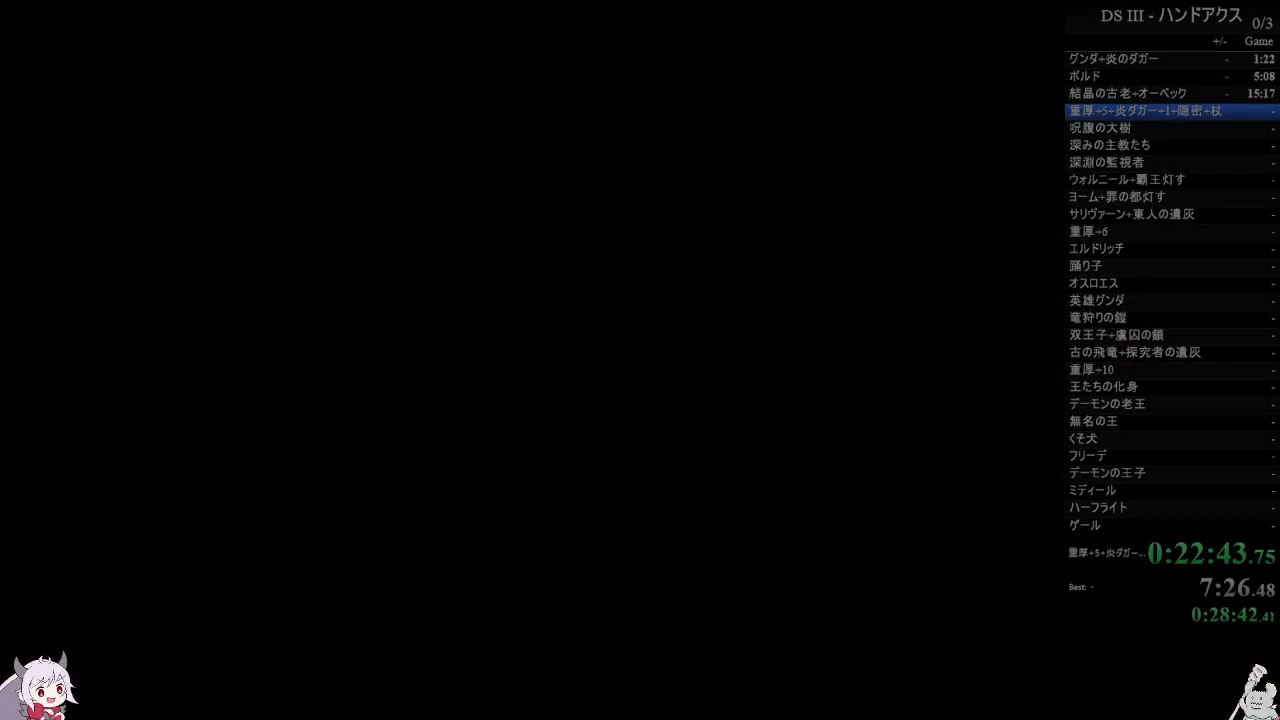 DS III - ハンドアクス
0/3
+/- Game
グンダ+炎のダガー - 1:22
ボルド - 5:08
結晶の古老+オーベック - 15:17
重厚+5+炎ダガー+1+隠密+杖 -
呪腹の大樹 -
深みの主教たち -
深淵の監視者 -
ウォルニール+覇王灯す -
ヨーム+罪の都灯す -
サリヴァーン+東人の遺灰 -
重厚+6 -
エルドリッチ -
踊り子 -
オスロエス -
英雄グンダ -
竜狩りの鎧 -
双王子+虜囚の鎖 -
古の飛竜+探究者の遺灰 -
重厚+10 -
王たちの化身 -
デーモンの老王 -
無名の王 -
くそ犬 -
フリーデ -
デーモンの王子 -
ミディール -
ハーフライト -
ゲール -
重厚+5+炎ダガー... 0:22:43.75
Best: - 7:26.48
0:28:42.41